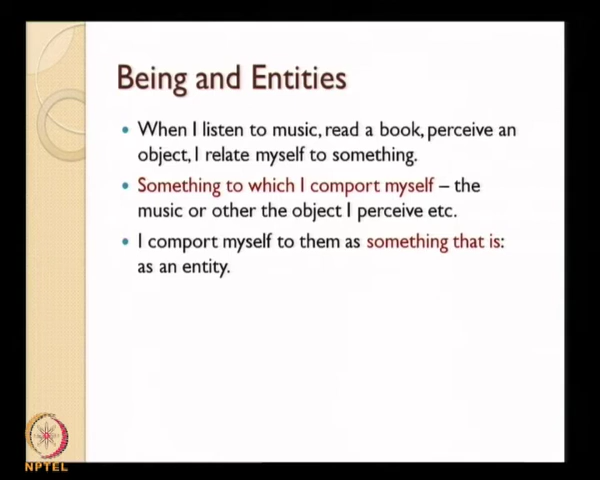 Being and Entities
• When I listen to music, read a book, perceive an
object, I relate myself to something.
• Something to which I comport myself – the
music or other the object I perceive etc.
• I comport myself to them as something that is:
as an entity.
NPTEL